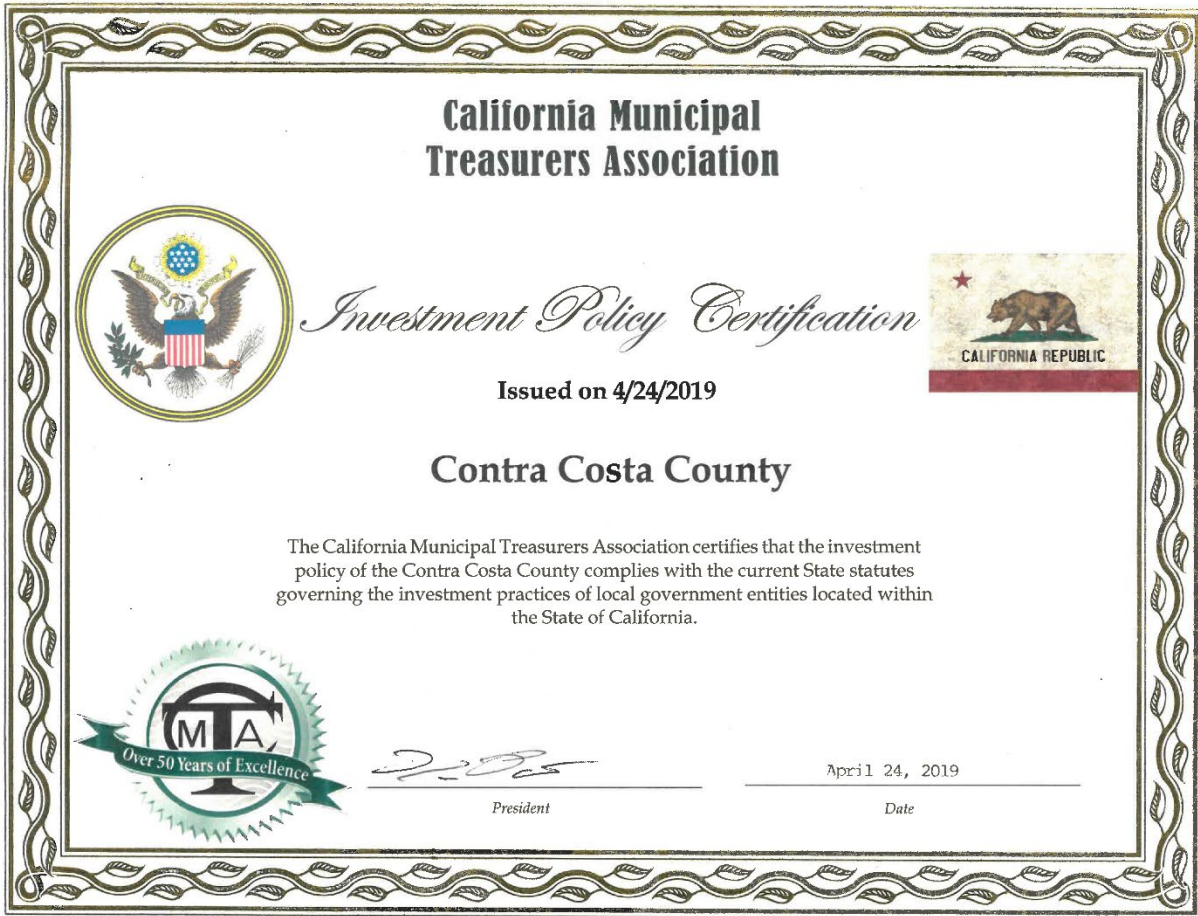 California Municipal
Treasurers Association
Investment Policy Certification
CALIFORNIA REPUBLIC
Issued on 4/24/2019
Contra Costa County
The California Municipal Treasurers Association certifies that the investment
policy of the Contra Costa County complies with the current State statutes
governing the investment practices of local government entities located within
the State of California.
CMTA
Over 50 Years of Excellence
April 24, 2019
President
Date